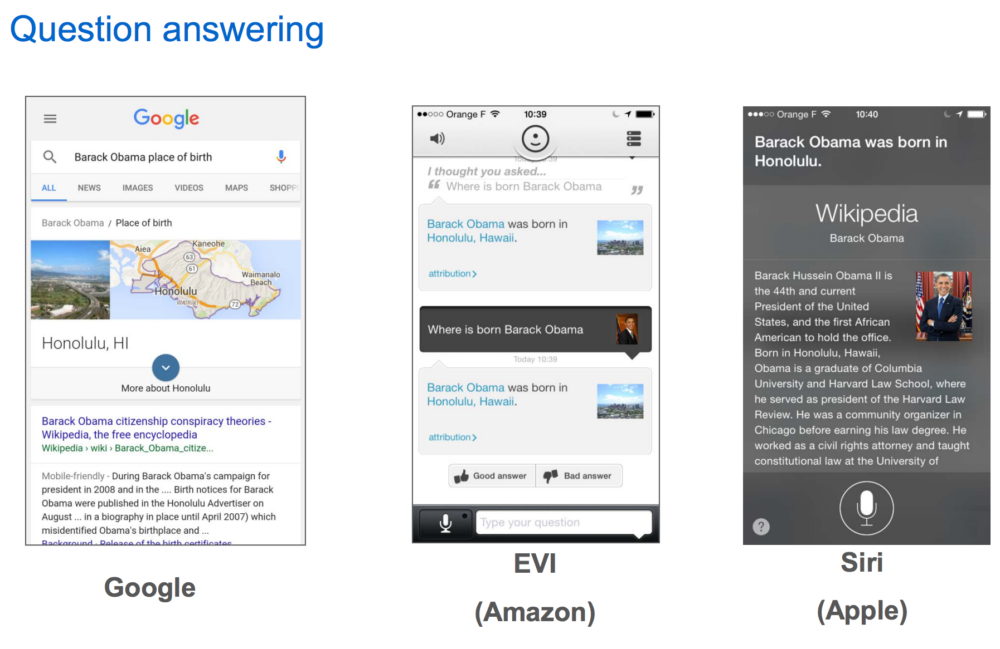 Question answering
Google
Barack Obama place of birth
ALL NEWS IMAGES VIDEOS MAPS SHOPPI
Barack Obama / Place of birth
Aiea
Kaneohe
63
61
Waimanalo
Beach
Honolulu
WAIKIKI
72
Honolulu, HI
More about Honolulu
Barack Obama citizenship conspiracy theories -
Wikipedia, the free encyclopedia
Wikipedia › wiki › Barack_Obama_citize...
Mobile-friendly - During Barack Obama's campaign for
president in 2008 and in the .... Birth notices for Barack
Obama were published in the Honolulu Advertiser on
August ... in a biography in place until April 2007) which
misidentified Obama's birthplace and ...
Background · Release of the birth certificates
Google
Orange F 10:39
Today 10:39
I thought you asked...
“ Where is born Barack Obama ”
Barack Obama was born in
Honolulu, Hawaii.
attribution>
Where is born Barack Obama
Today 10:39
Barack Obama was born in
Honolulu, Hawaii.
attribution>
Good answer Bad answer
Type your question
EVI
(Amazon)
Orange F 10:40
Barack Obama was born in
Honolulu.
Wikipedia
Barack Obama
Barack Hussein Obama II is
the 44th and current
President of the United
States, and the first African
American to hold the office.
Born in Honolulu, Hawaii,
Obama is a graduate of Columbia
University and Harvard Law School, where
he served as president of the Harvard Law
Review. He was a community organizer in
Chicago before earning his law degree. He
worked as a civil rights attorney and taught
constitutional law at the University of
?
Siri
(Apple)